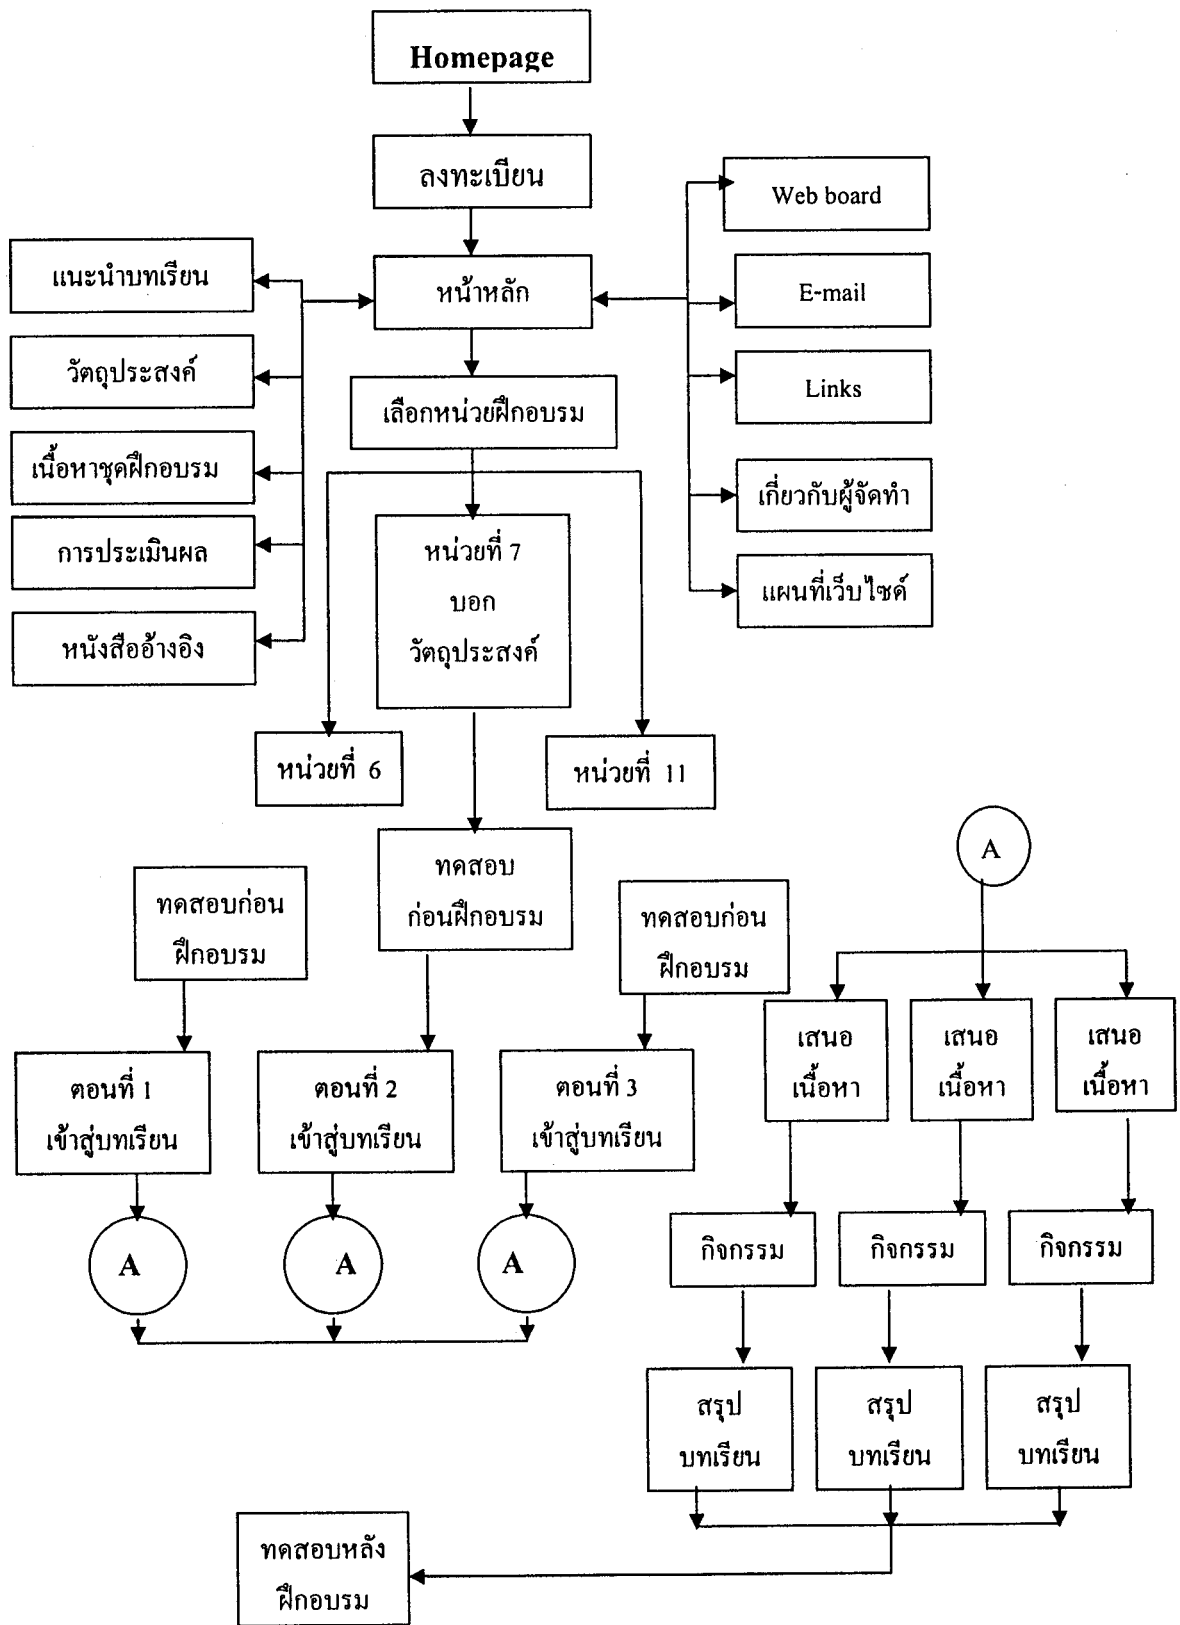 Homepage
ลงทะเบียน
หน้าหลัก
แนะนำบทเรียน
วัตถุประสงค์
เนื้อหาชุดฝึกอบรม
การประเมินผล
หนังสืออ้างอิง
Web board
E-mail
Links
เกี่ยวกับผู้จัดทำ
แผนที่เว็บไซด์
เลือกหน่วยฝึกอบรม
หน่วยที่ 7
บอก
วัตถุประสงค์
หน่วยที่ 6
หน่วยที่ 11
ทดสอบก่อน
ฝึกอบรม
ทดสอบ
ก่อนฝึกอบรม
ทดสอบก่อน
ฝึกอบรม
ตอนที่ 1
เข้าสู่บทเรียน
ตอนที่ 2
เข้าสู่บทเรียน
ตอนที่ 3
เข้าสู่บทเรียน
A
A
A
A
เสนอ
เนื้อหา
เสนอ
เนื้อหา
เสนอ
เนื้อหา
กิจกรรม
กิจกรรม
กิจกรรม
สรุป
บทเรียน
สรุป
บทเรียน
สรุป
บทเรียน
ทดสอบหลัง
ฝึกอบรม